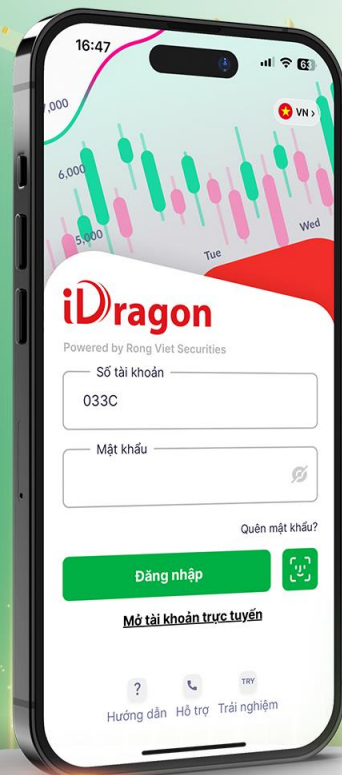 16:47
63
,000
VN ›
6,000
5,000
Tue
Wed
iDragon
Powered by Rong Viet Securities
Số tài khoản
033C
Mật khẩu
Quên mật khẩu?
Đăng nhập
Mở tài khoản trực tuyến
?
TRY
Hướng dẫn Hỗ trợ Trải nghiệm